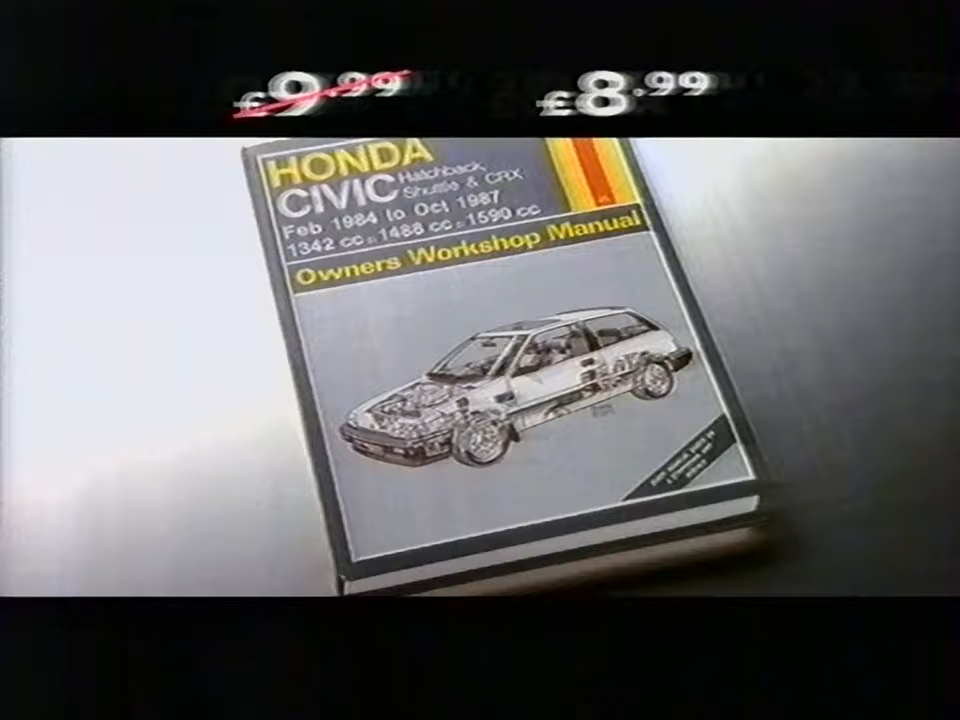 £9.99 £8.99
HONDA
CIVIC Hatchback,
Shuttle & CRX
Feb 1984 to Oct 1987
1342 cc □ 1488 cc □ 1590 cc
Owners Workshop Manual